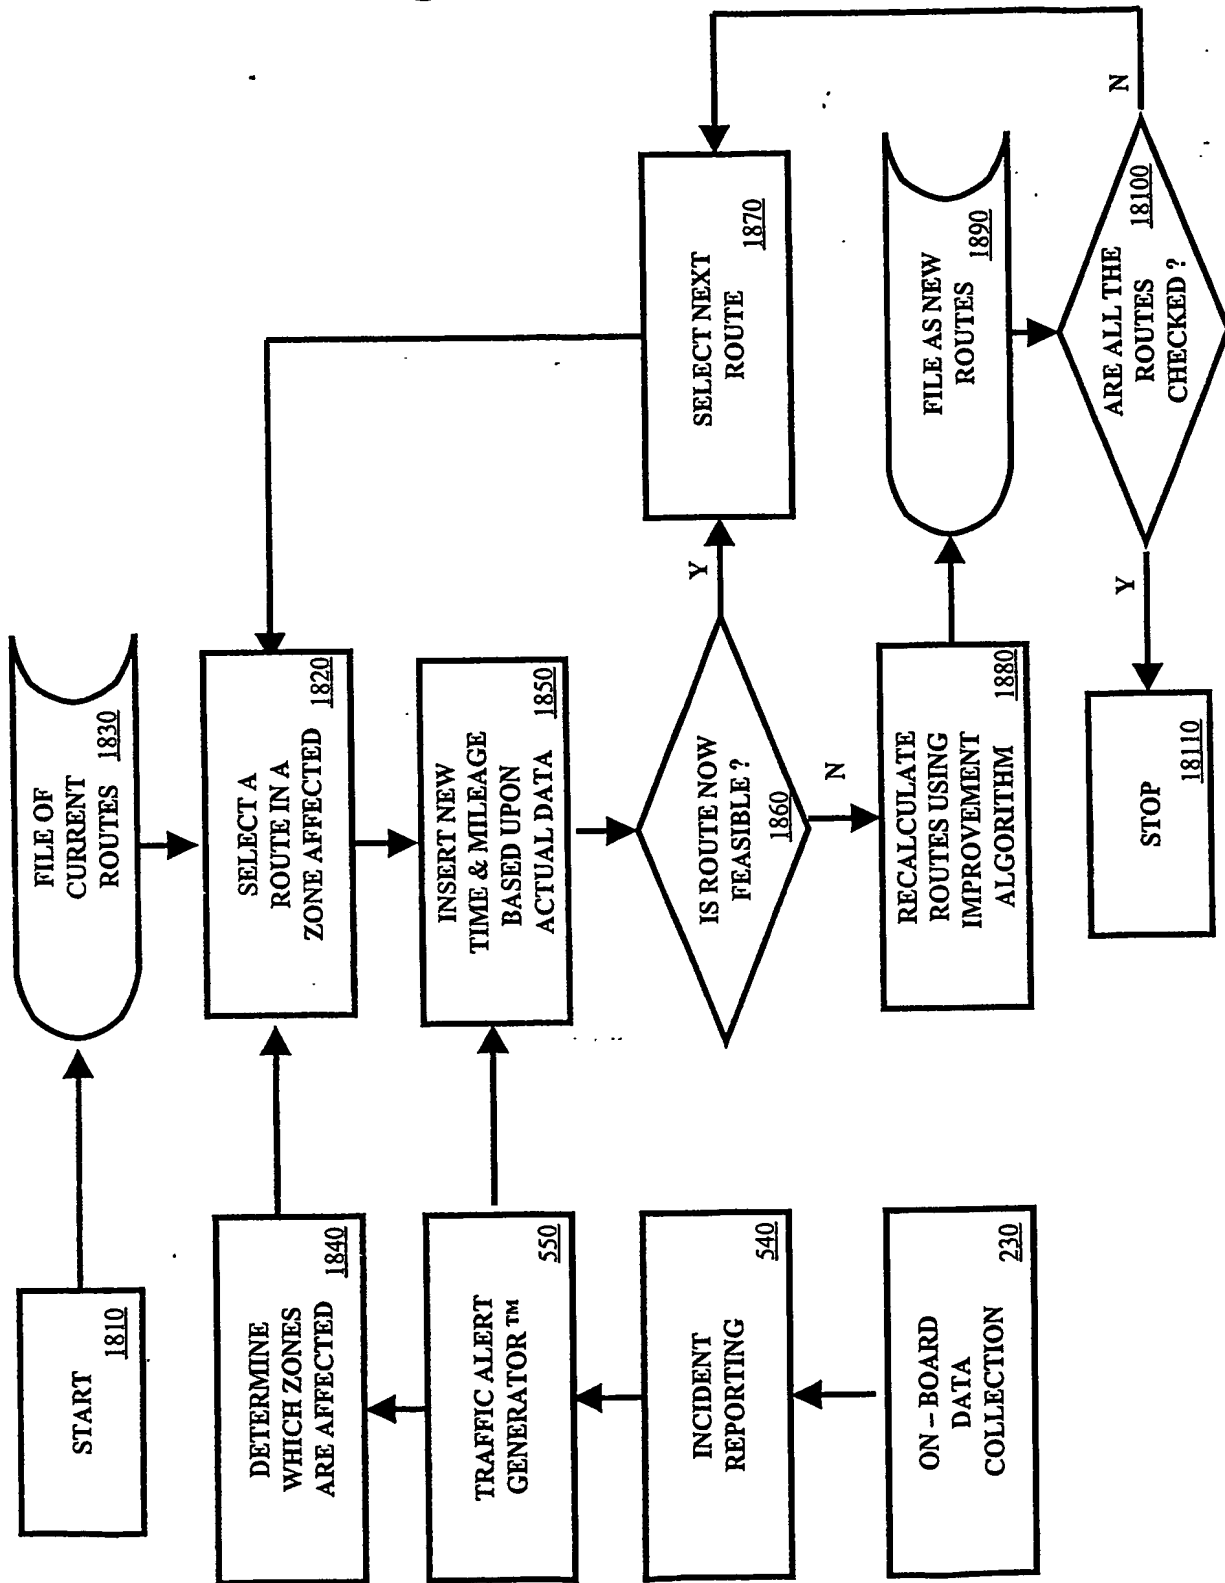 START
1810
FILE OF
CURRENT
ROUTES
1830
DETERMINE
WHICH ZONES
ARE AFFECTED
1840
SELECT A
ROUTE IN A
ZONE AFFECTED
1820
TRAFFIC ALERT
GENERATOR™
550
INSERT NEW
TIME & MILEAGE
BASED UPON
ACTUAL DATA
1850
INCIDENT
REPORTING
540
IS ROUTE NOW
FEASIBLE ?
1860
Y
N
SELECT NEXT
ROUTE
1870
ON – BOARD
DATA
COLLECTION
230
RECALCULATE
ROUTES USING
IMPROVEMENT
ALGORITHM
1880
FILE AS NEW
ROUTES
1890
STOP
18110
Y
ARE ALL THE
ROUTES
CHECKED ?
18100
N